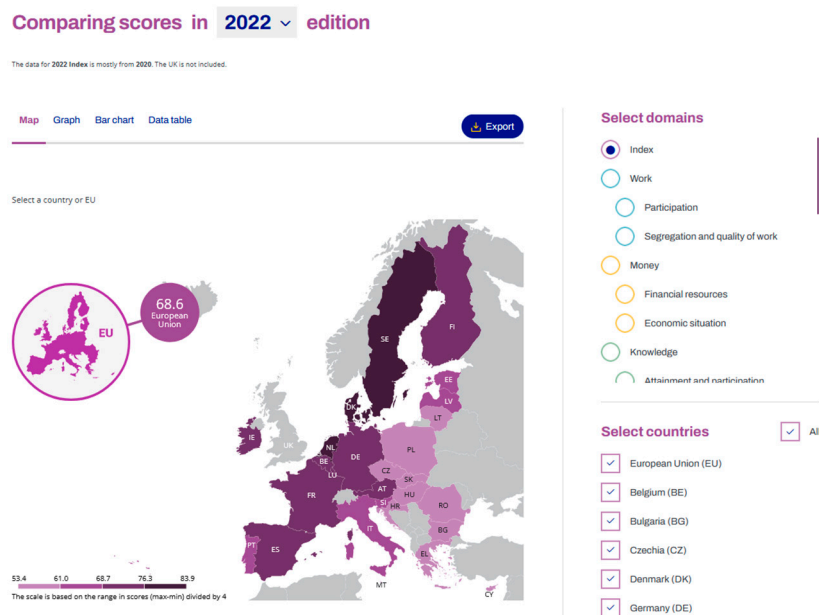 Comparing scores in 2022 edition
The data for 2022 Index is mostly from 2020. The UK is not included.
Map Graph Bar chart Data table
Export
Select a country or EU
68.6
European
Union
EU
SE
FI
EE
LV
LT
DK
IE
UK
NL
BE
LU
DE
PL
CZ
SK
AT
HU
FR
SI
HR
RO
IT
BG
PT
ES
EL
MT
CY
53.4 61.0 68.7 76.3 83.9
The scale is based on the range in scores (max-min) divided by 4
Select domains
Index
Work
Participation
Segregation and quality of work
Money
Financial resources
Economic situation
Knowledge
Attainment and participation
Select countries
All
European Union (EU)
Belgium (BE)
Bulgaria (BG)
Czechia (CZ)
Denmark (DK)
Germany (DE)